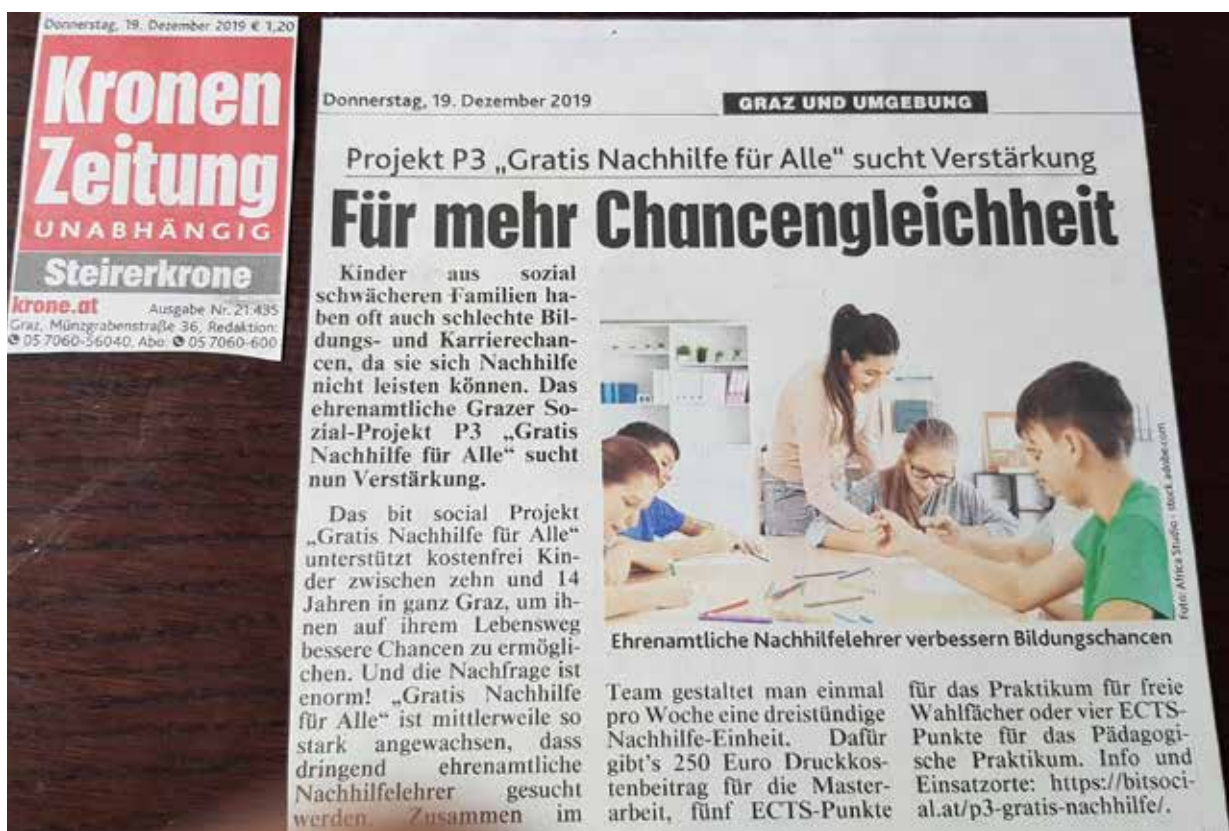 Donnerstag, 19. Dezember 2019 € 1,20
Kronen
Zeitung
UNABHÄNGIG
Steirerkrone
krone.at
Ausgabe Nr. 21.435
Graz, Münzgrabenstraße 36, Redaktion:
05 7060-56040, Abo: 05 7060-600
Donnerstag, 19. Dezember 2019
GRAZ UND UMGEBUNG
Projekt P3 „Gratis Nachhilfe für Alle“ sucht Verstärkung
Für mehr Chancengleichheit
Kinder aus sozial
schwächeren Familien ha-
ben oft auch schlechte Bil-
dungs- und Karrierechan-
cen, da sie sich Nachhilfe
nicht leisten können. Das
ehrenamtliche Grazer So-
zial-Projekt P3 „Gratis
Nachhilfe für Alle“ sucht
nun Verstärkung.
Das bit social Projekt
„Gratis Nachhilfe für Alle“
unterstützt kostenfrei Kin-
der zwischen zehn und 14
Jahren in ganz Graz, um ih-
nen auf ihrem Lebensweg
bessere Chancen zu ermögli-
chen. Und die Nachfrage ist
enorm! „Gratis Nachhilfe
für Alle“ ist mittlerweile so
stark angewachsen, dass
dringend ehrenamtliche
Nachhilfelehrer gesucht
werden. Zusammen im
Foto: Africa Studio - stock.adobe.com
Ehrenamtliche Nachhilfelehrer verbessern Bildungschancen
Team gestaltet man einmal
pro Woche eine dreistündige
Nachhilfe-Einheit. Dafür
gibt's 250 Euro Druckkos-
tenbeitrag für die Master-
arbeit, fünf ECTS-Punkte
für das Praktikum für freie
Wahlfächer oder vier ECTS-
Punkte für das Pädagogi-
sche Praktikum. Info und
Einsatzorte: https://bitsoci-
al.at/p3-gratis-nachhilfe/.